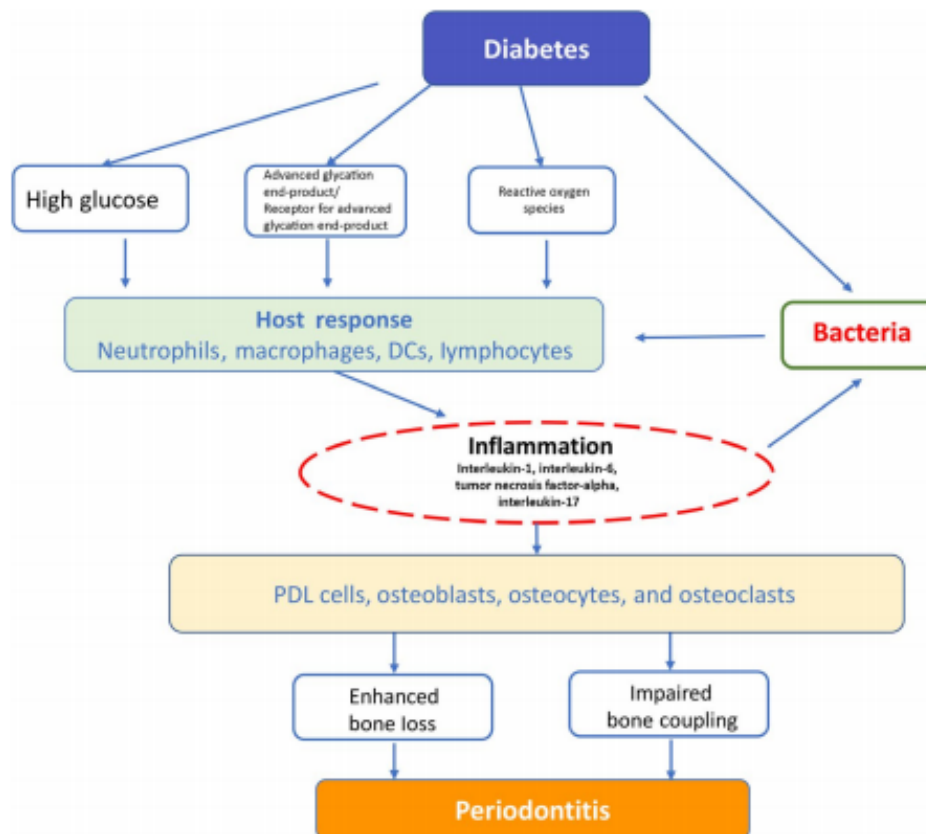 Diabetes
High glucose
Advanced glycation
end-product/
Receptor for advanced
glycation end-product
Reactive oxygen
species
Host response
Neutrophils, macrophages, DCs, lymphocytes
Bacteria
Inflammation
Interleukin-1, interleukin-6,
tumor necrosis factor-alpha,
interleukin-17
PDL cells, osteoblasts, osteocytes, and osteoclasts
Enhanced
bone loss
Impaired
bone coupling
Periodontitis